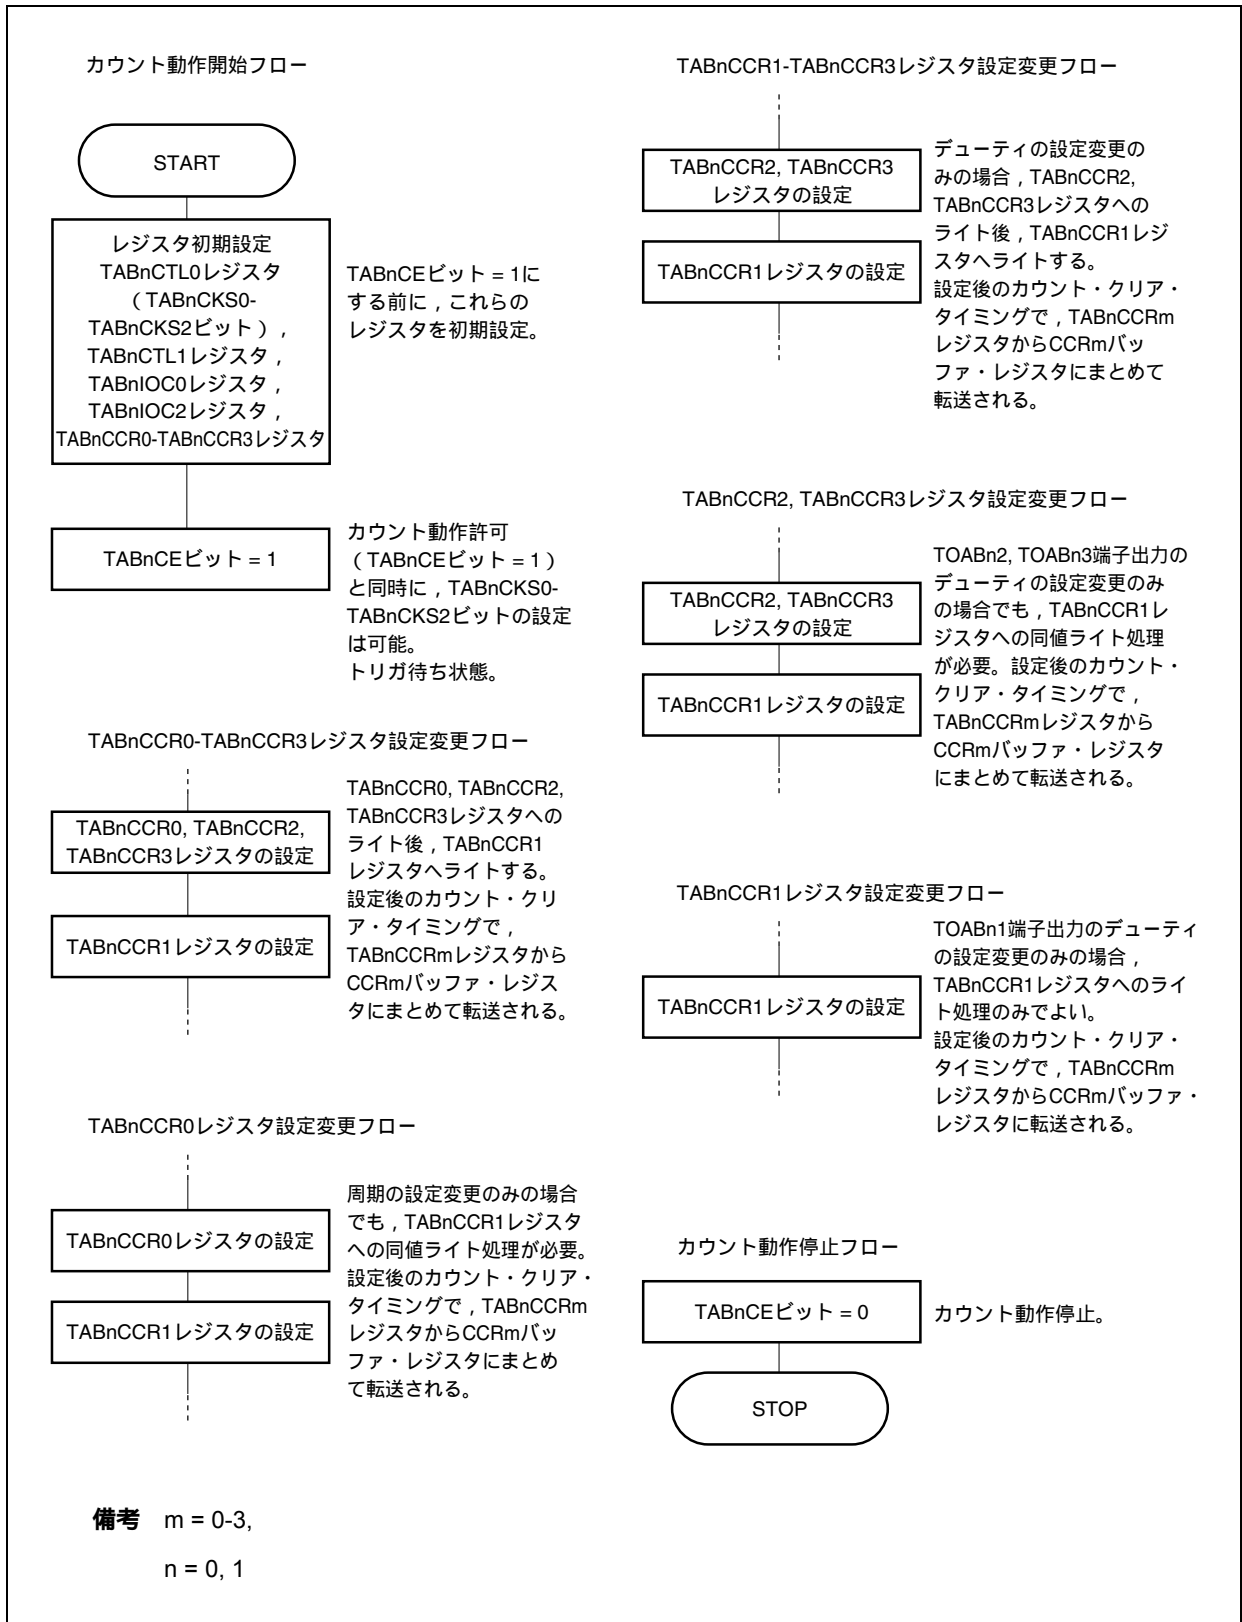 カウント動作開始フロー
START
レジスタ初期設定
TABnCTL0レジスタ
（TABnCKS0-
TABnCKS2ビット），
TABnCTL1レジスタ，
TABnIOC0レジスタ，
TABnIOC2レジスタ，
TABnCCR0-TABnCCR3レジスタ
TABnCEビット = 1に
する前に，これらの
レジスタを初期設定。
TABnCEビット = 1
カウント動作許可
（TABnCEビット = 1）
と同時に，TABnCKS0-
TABnCKS2ビットの設定
は可能。
トリガ待ち状態。
TABnCCR0-TABnCCR3レジスタ設定変更フロー
TABnCCR0, TABnCCR2,
TABnCCR3レジスタの設定
TABnCCR1レジスタの設定
TABnCCR0, TABnCCR2,
TABnCCR3レジスタへの
ライト後，TABnCCR1
レジスタへライトする。
設定後のカウント・クリ
ア・タイミングで，
TABnCCRmレジスタから
CCRmバッファ・レジス
タにまとめて転送される。
TABnCCR0レジスタ設定変更フロー
TABnCCR0レジスタの設定
TABnCCR1レジスタの設定
周期の設定変更のみの場合
でも，TABnCCR1レジスタ
への同値ライト処理が必要。
設定後のカウント・クリア・
タイミングで，TABnCCRm
レジスタからCCRmバッ
ファ・レジスタにまとめ
て転送される。
TABnCCR1-TABnCCR3レジスタ設定変更フロー
TABnCCR2, TABnCCR3
レジスタの設定
TABnCCR1レジスタの設定
デューティの設定変更の
みの場合，TABnCCR2,
TABnCCR3レジスタへの
ライト後，TABnCCR1レジ
スタへライトする。
設定後のカウント・クリア・
タイミングで，TABnCCRm
レジスタからCCRmバッ
ファ・レジスタにまとめて
転送される。
TABnCCR2, TABnCCR3レジスタ設定変更フロー
TABnCCR2, TABnCCR3
レジスタの設定
TABnCCR1レジスタの設定
TOABn2, TOABn3端子出力の
デューティの設定変更のみ
の場合でも，TABnCCR1レ
ジスタへの同値ライト処理
が必要。設定後のカウント・
クリア・タイミングで，
TABnCCRmレジスタから
CCRmバッファ・レジスタ
にまとめて転送される。
TABnCCR1レジスタ設定変更フロー
TABnCCR1レジスタの設定
TOABn1端子出力のデューティ
の設定変更のみの場合，
TABnCCR1レジスタへのライ
ト処理のみでよい。
設定後のカウント・クリア・
タイミングで，TABnCCRm
レジスタからCCRmバッファ・
レジスタに転送される。
カウント動作停止フロー
TABnCEビット = 0
カウント動作停止。
STOP
備考 m = 0-3,
n = 0, 1